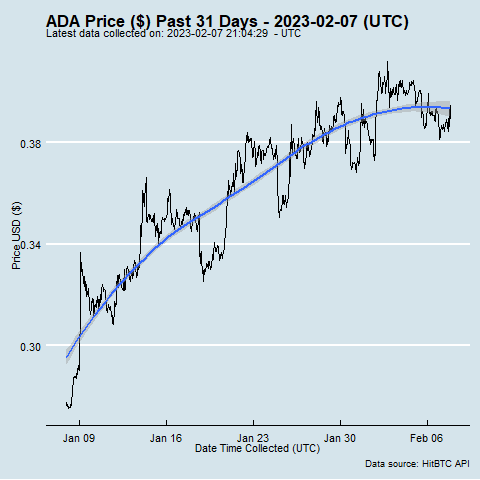 ADA Price ($) Past 31 Days - 2023-02-07 (UTC)
Latest data collected on: 2023-02-07 21:04:29 - UTC
Price USD ($)
0.38
0.34
0.30
Jan 09 Jan 16 Jan 23 Jan 30 Feb 06
Date Time Collected (UTC)
Data source: HitBTC API